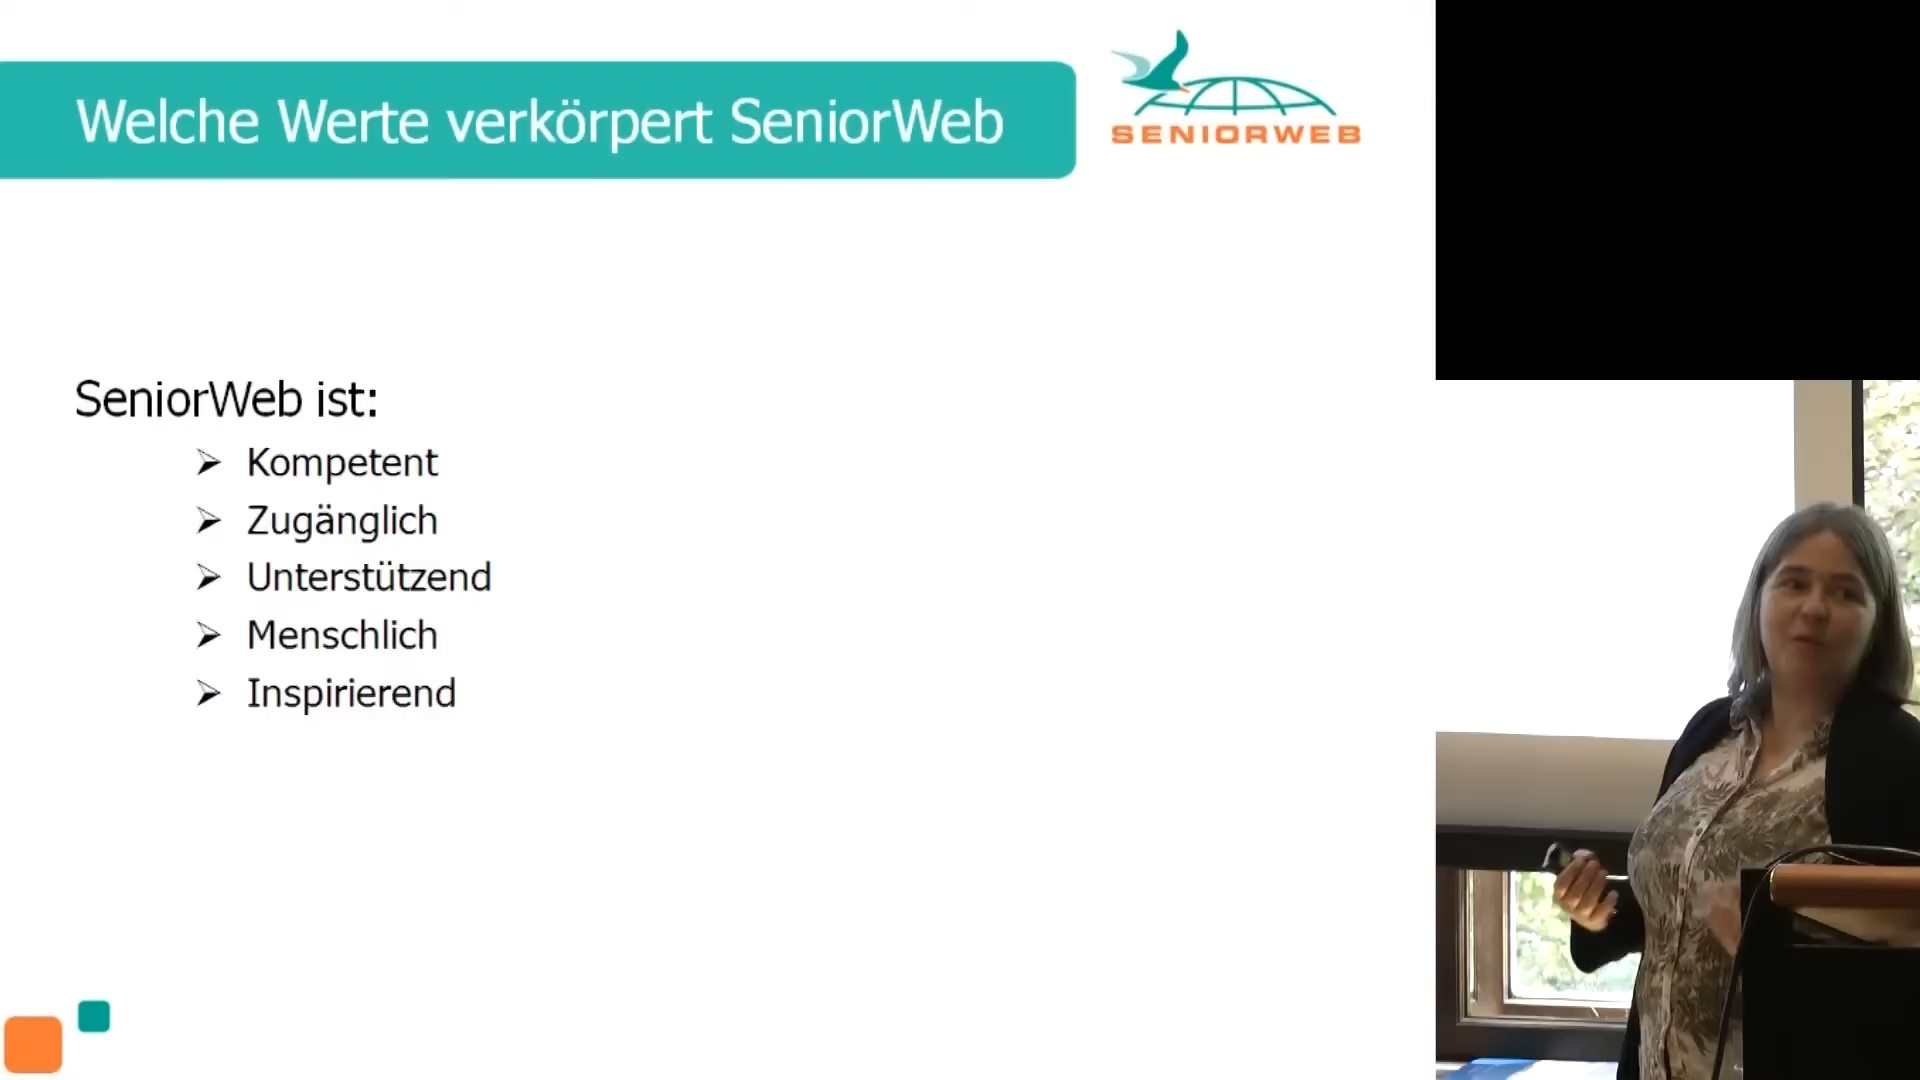 Welche Werte verkörpert SeniorWeb
SENIORWEB
SeniorWeb ist:
Kompetent
Zugänglich
Unterstützend
Menschlich
Inspirierend